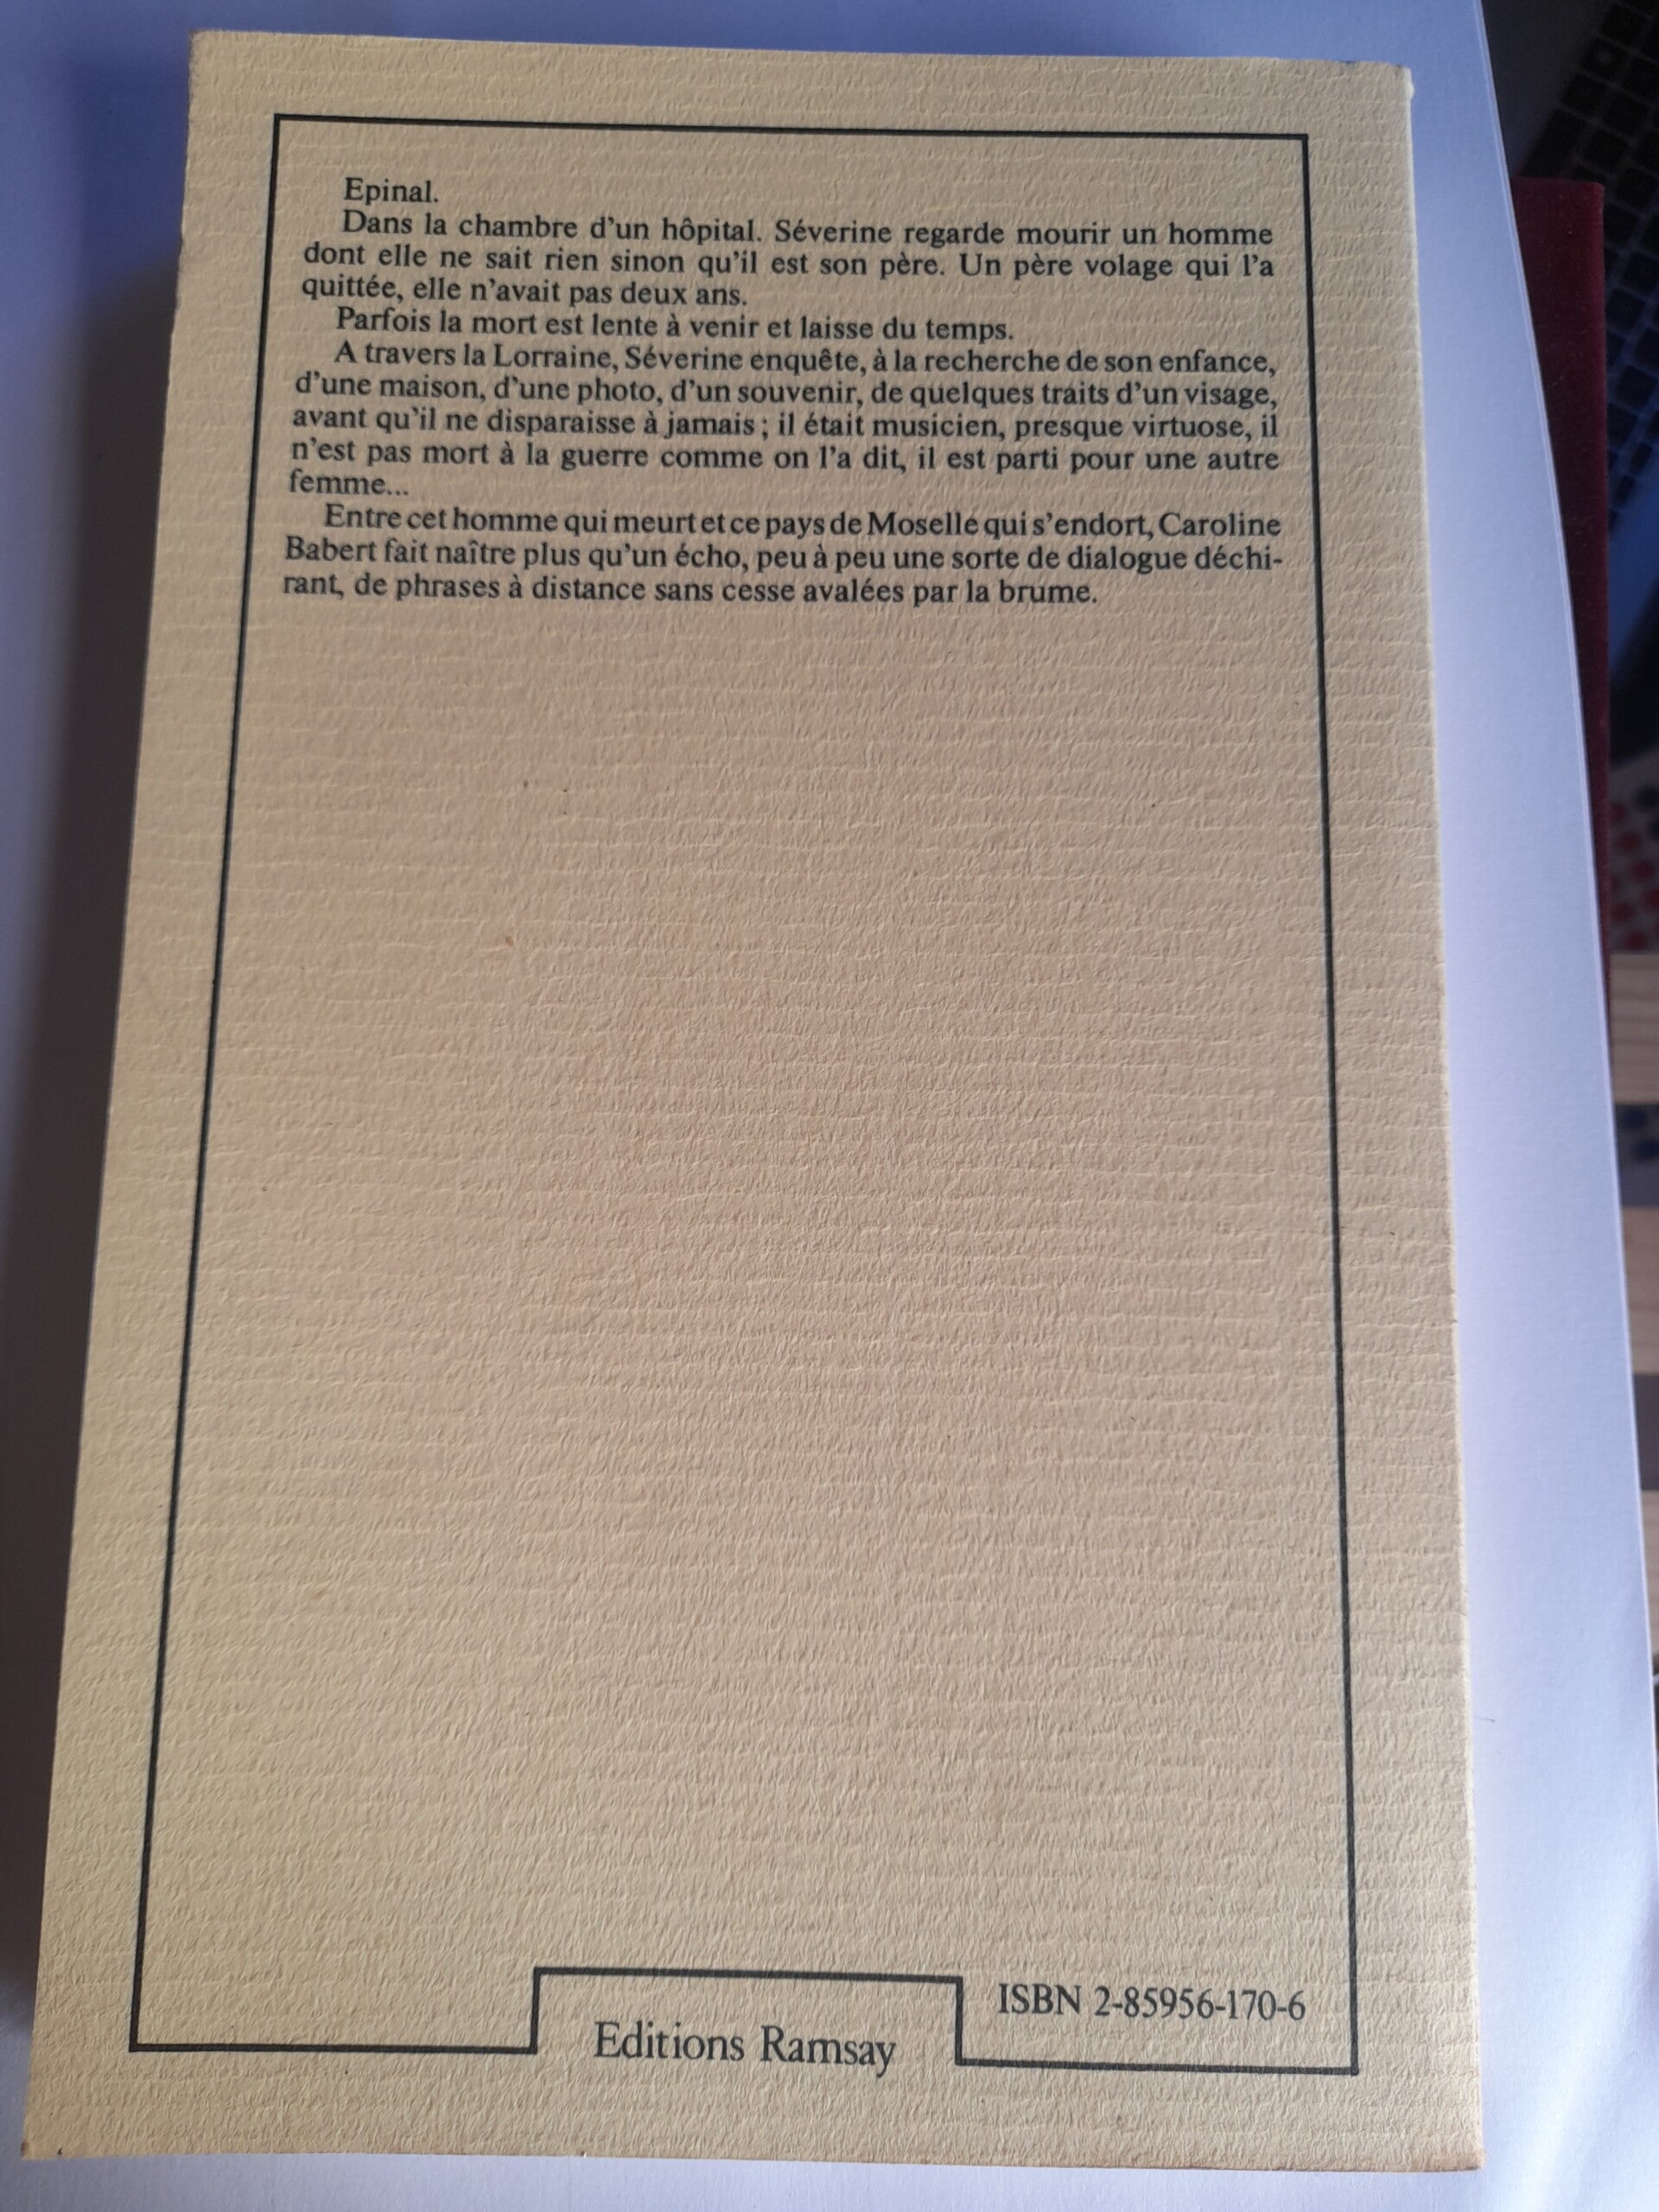 Epinal.
Dans la chambre d'un hôpital. Séverine regarde mourir un homme
dont elle ne sait rien sinon qu'il est son père. Un père volage qui l'a
quittée, elle n'avait pas deux ans.
Parfois la mort est lente à venir et laisse du temps.
A travers la Lorraine, Séverine enquête, à la recherche de son enfance,
d'une maison, d'une photo, d'un souvenir, de quelques traits d'un visage,
avant qu'il ne disparaisse à jamais ; il était musicien, presque virtuose, il
n'est pas mort à la guerre comme on l'a dit, il est parti pour une autre
femme...
Entre cet homme qui meurt et ce pays de Moselle qui s'endort, Caroline
Babert fait naître plus qu'un écho, peu à peu une sorte de dialogue déchi-
rant, de phrases à distance sans cesse avalées par la brume.
ISBN 2-85956-170-6
Editions Ramsay